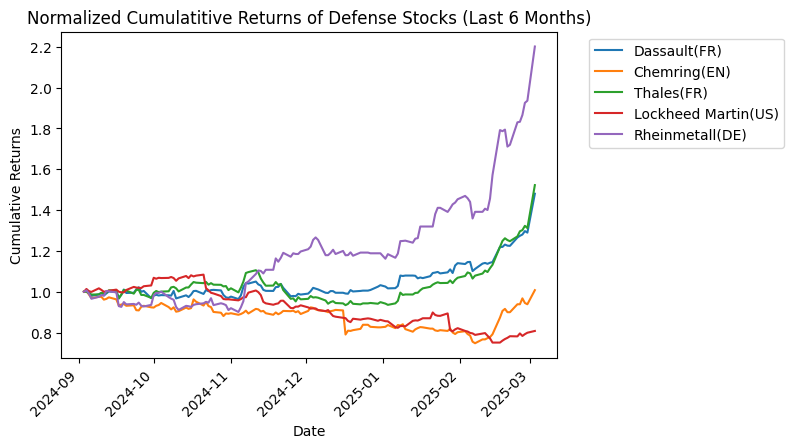 Normalized Cumulatitive Returns of Defense Stocks (Last 6 Months)
2.2
2.0
1.8
1.6
1.4
1.2
1.0
0.8
Cumulative Returns
2024-09
2024-10
2024-11
2024-12
2025-01
2025-02
2025-03
Date
Dassault(FR)
Chemring(EN)
Thales(FR)
Lockheed Martin(US)
Rheinmetall(DE)